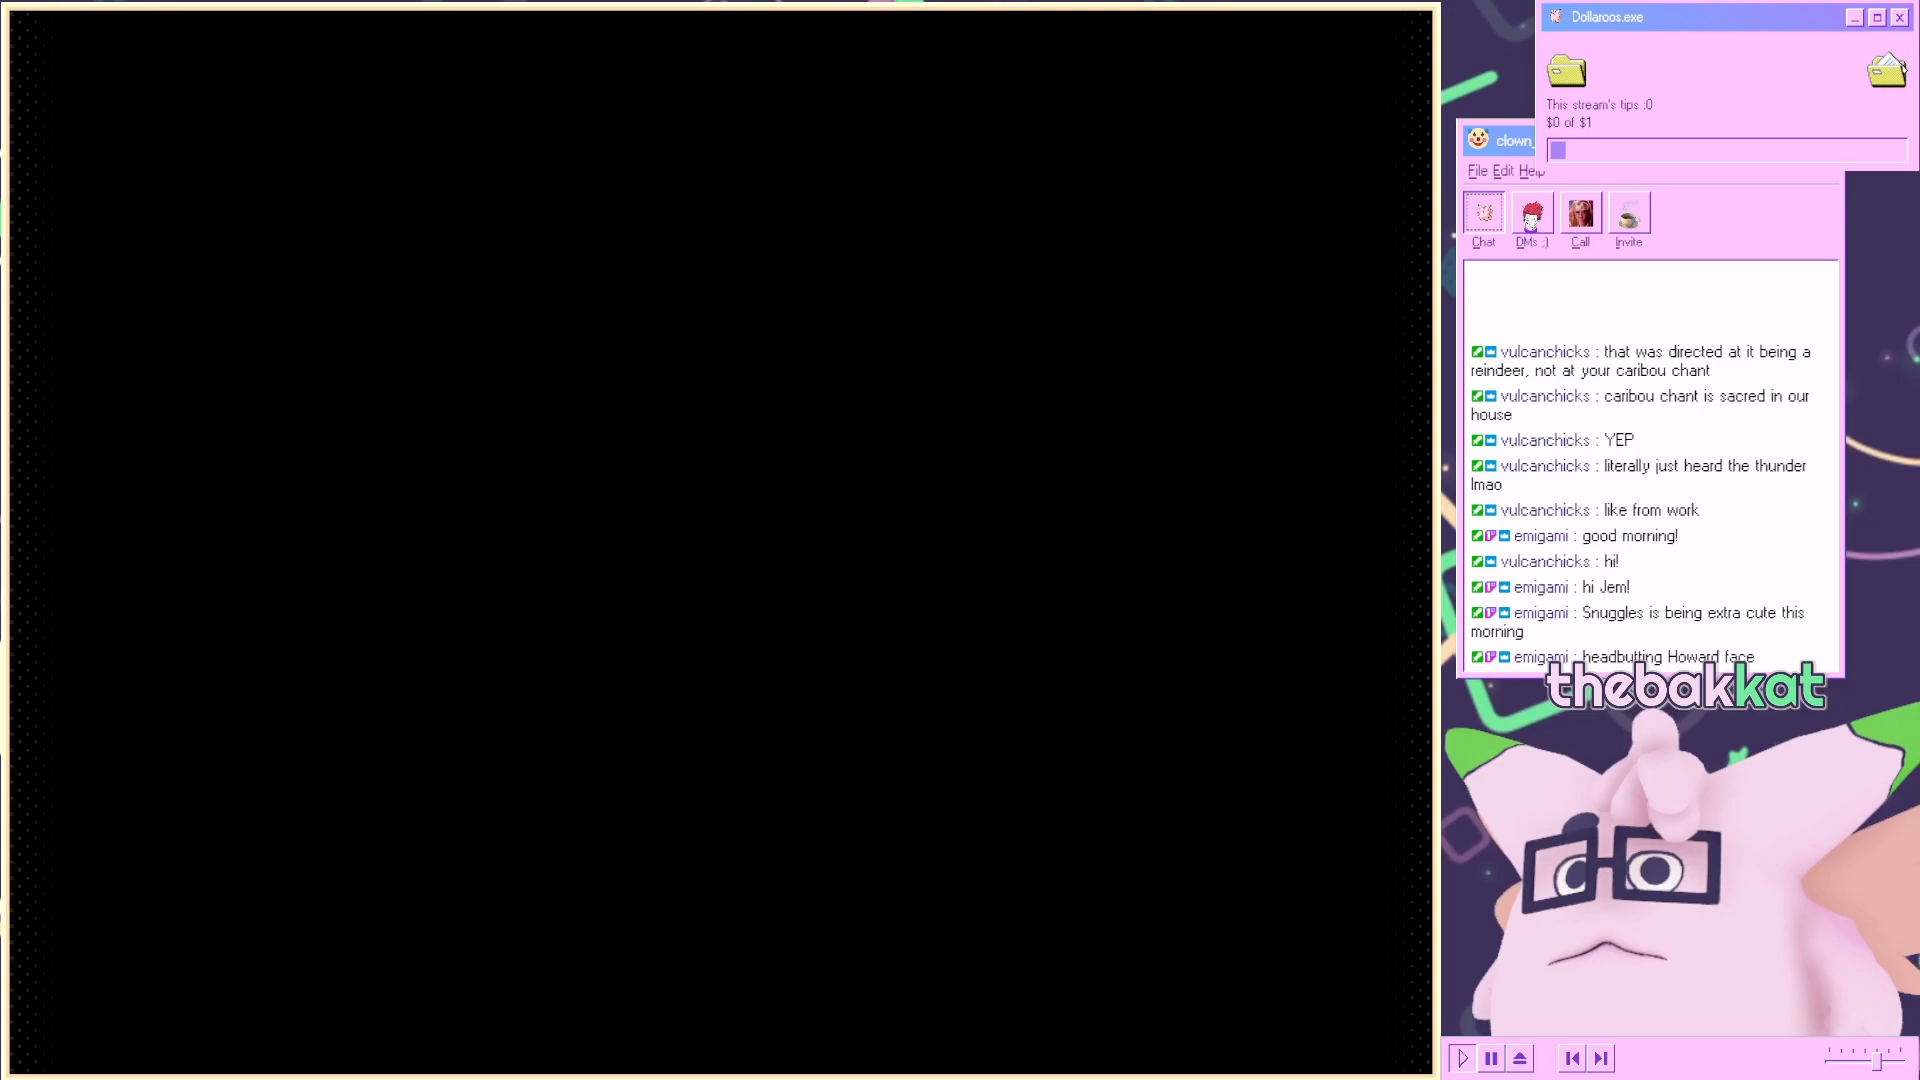 Dollaroos.exe
This stream's tips :0
$0 of $1
clown_
File Edit Help
Chat DMs ;) Call Invite
vulcanchicks : that was directed at it being a
reindeer, not at your caribou chant
vulcanchicks : caribou chant is sacred in our
house
vulcanchicks : YEP
vulcanchicks : literally just heard the thunder
lmao
vulcanchicks : like from work
emigami : good morning!
vulcanchicks : hi!
emigami : hi Jem!
emigami : Snuggles is being extra cute this
morning
emigami : headbutting Howard face
thebakkat